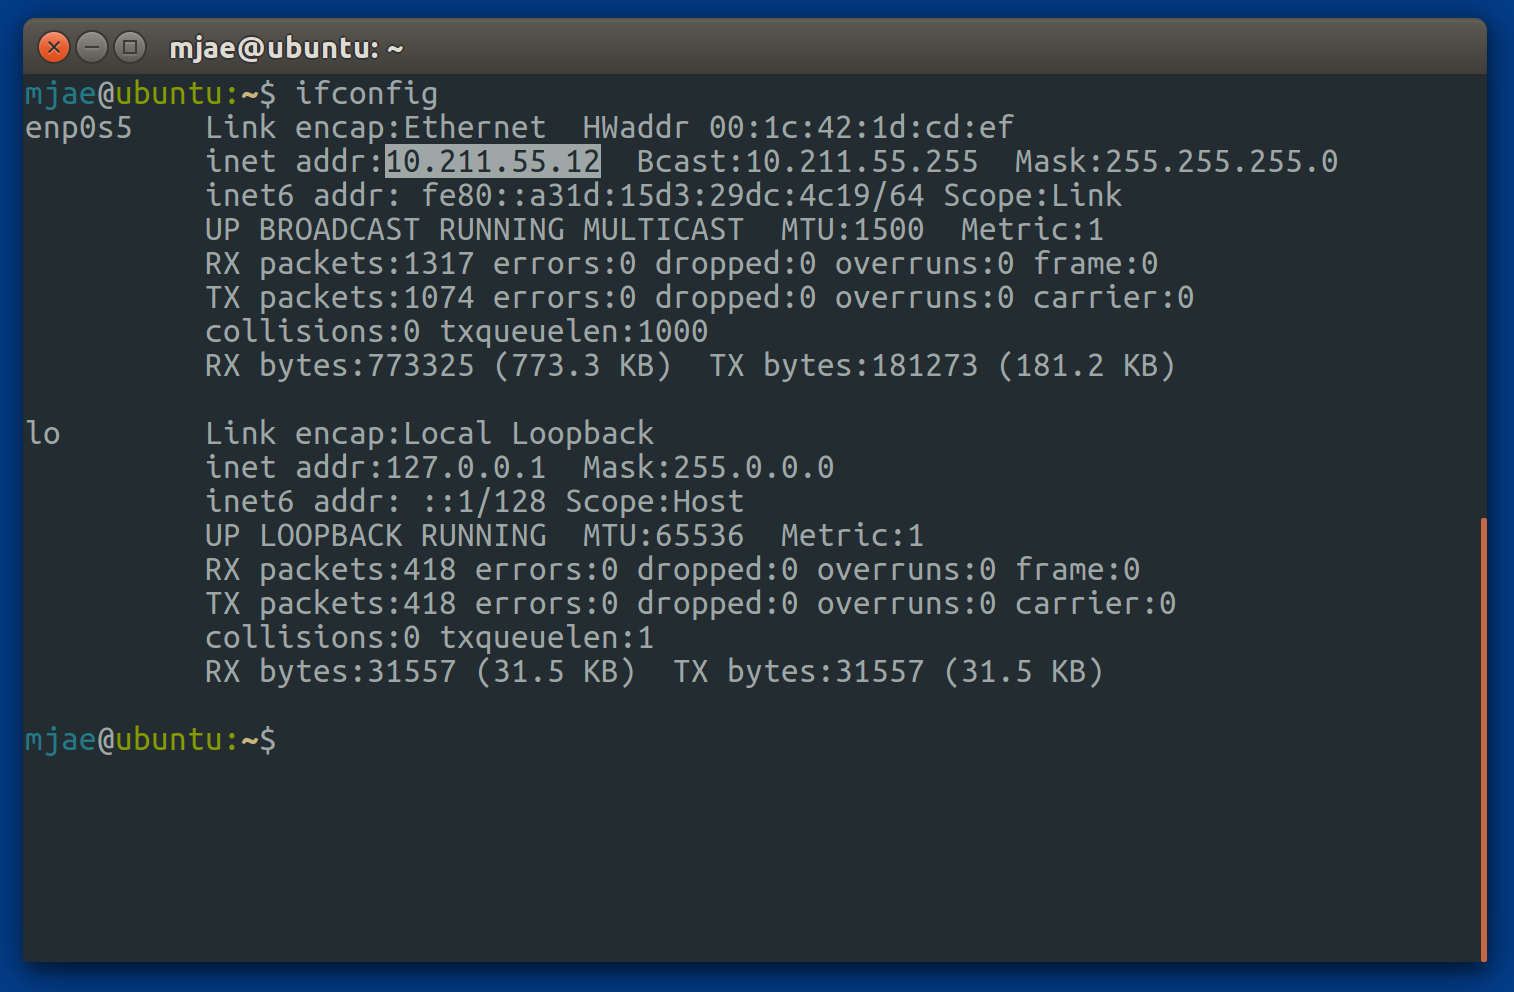 mjae@ubuntu: ~
mjae@ubuntu:~$ ifconfig
enp0s5    Link encap:Ethernet  HWaddr 00:1c:42:1d:cd:ef
          inet addr:10.211.55.12  Bcast:10.211.55.255  Mask:255.255.255.0
          inet6 addr: fe80::a31d:15d3:29dc:4c19/64 Scope:Link
          UP BROADCAST RUNNING MULTICAST  MTU:1500  Metric:1
          RX packets:1317 errors:0 dropped:0 overruns:0 frame:0
          TX packets:1074 errors:0 dropped:0 overruns:0 carrier:0
          collisions:0 txqueuelen:1000
          RX bytes:773325 (773.3 KB)  TX bytes:181273 (181.2 KB)

lo        Link encap:Local Loopback
          inet addr:127.0.0.1  Mask:255.0.0.0
          inet6 addr: ::1/128 Scope:Host
          UP LOOPBACK RUNNING  MTU:65536  Metric:1
          RX packets:418 errors:0 dropped:0 overruns:0 frame:0
          TX packets:418 errors:0 dropped:0 overruns:0 carrier:0
          collisions:0 txqueuelen:1
          RX bytes:31557 (31.5 KB)  TX bytes:31557 (31.5 KB)

mjae@ubuntu:~$